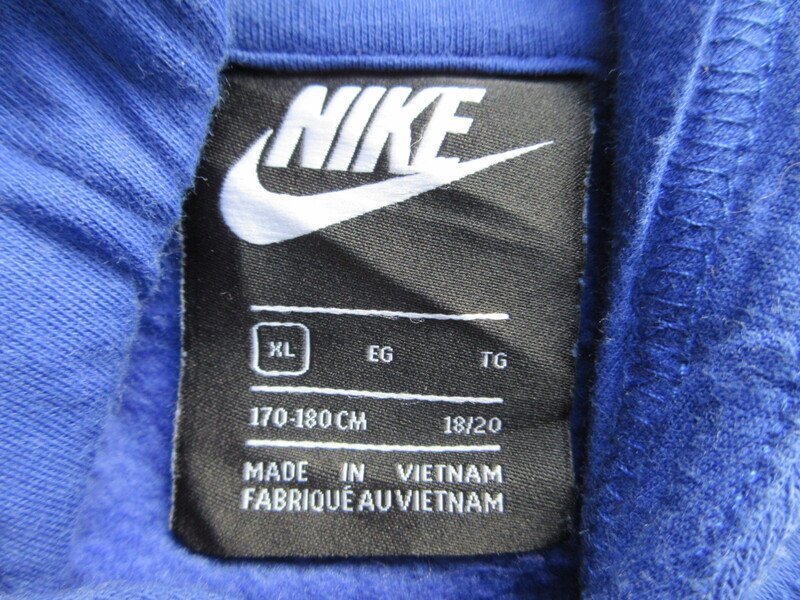 NIKE
XL EG TG
170-180 CM 18/20
MADE IN VIETNAM
FABRIQUÉ AU VIETNAM